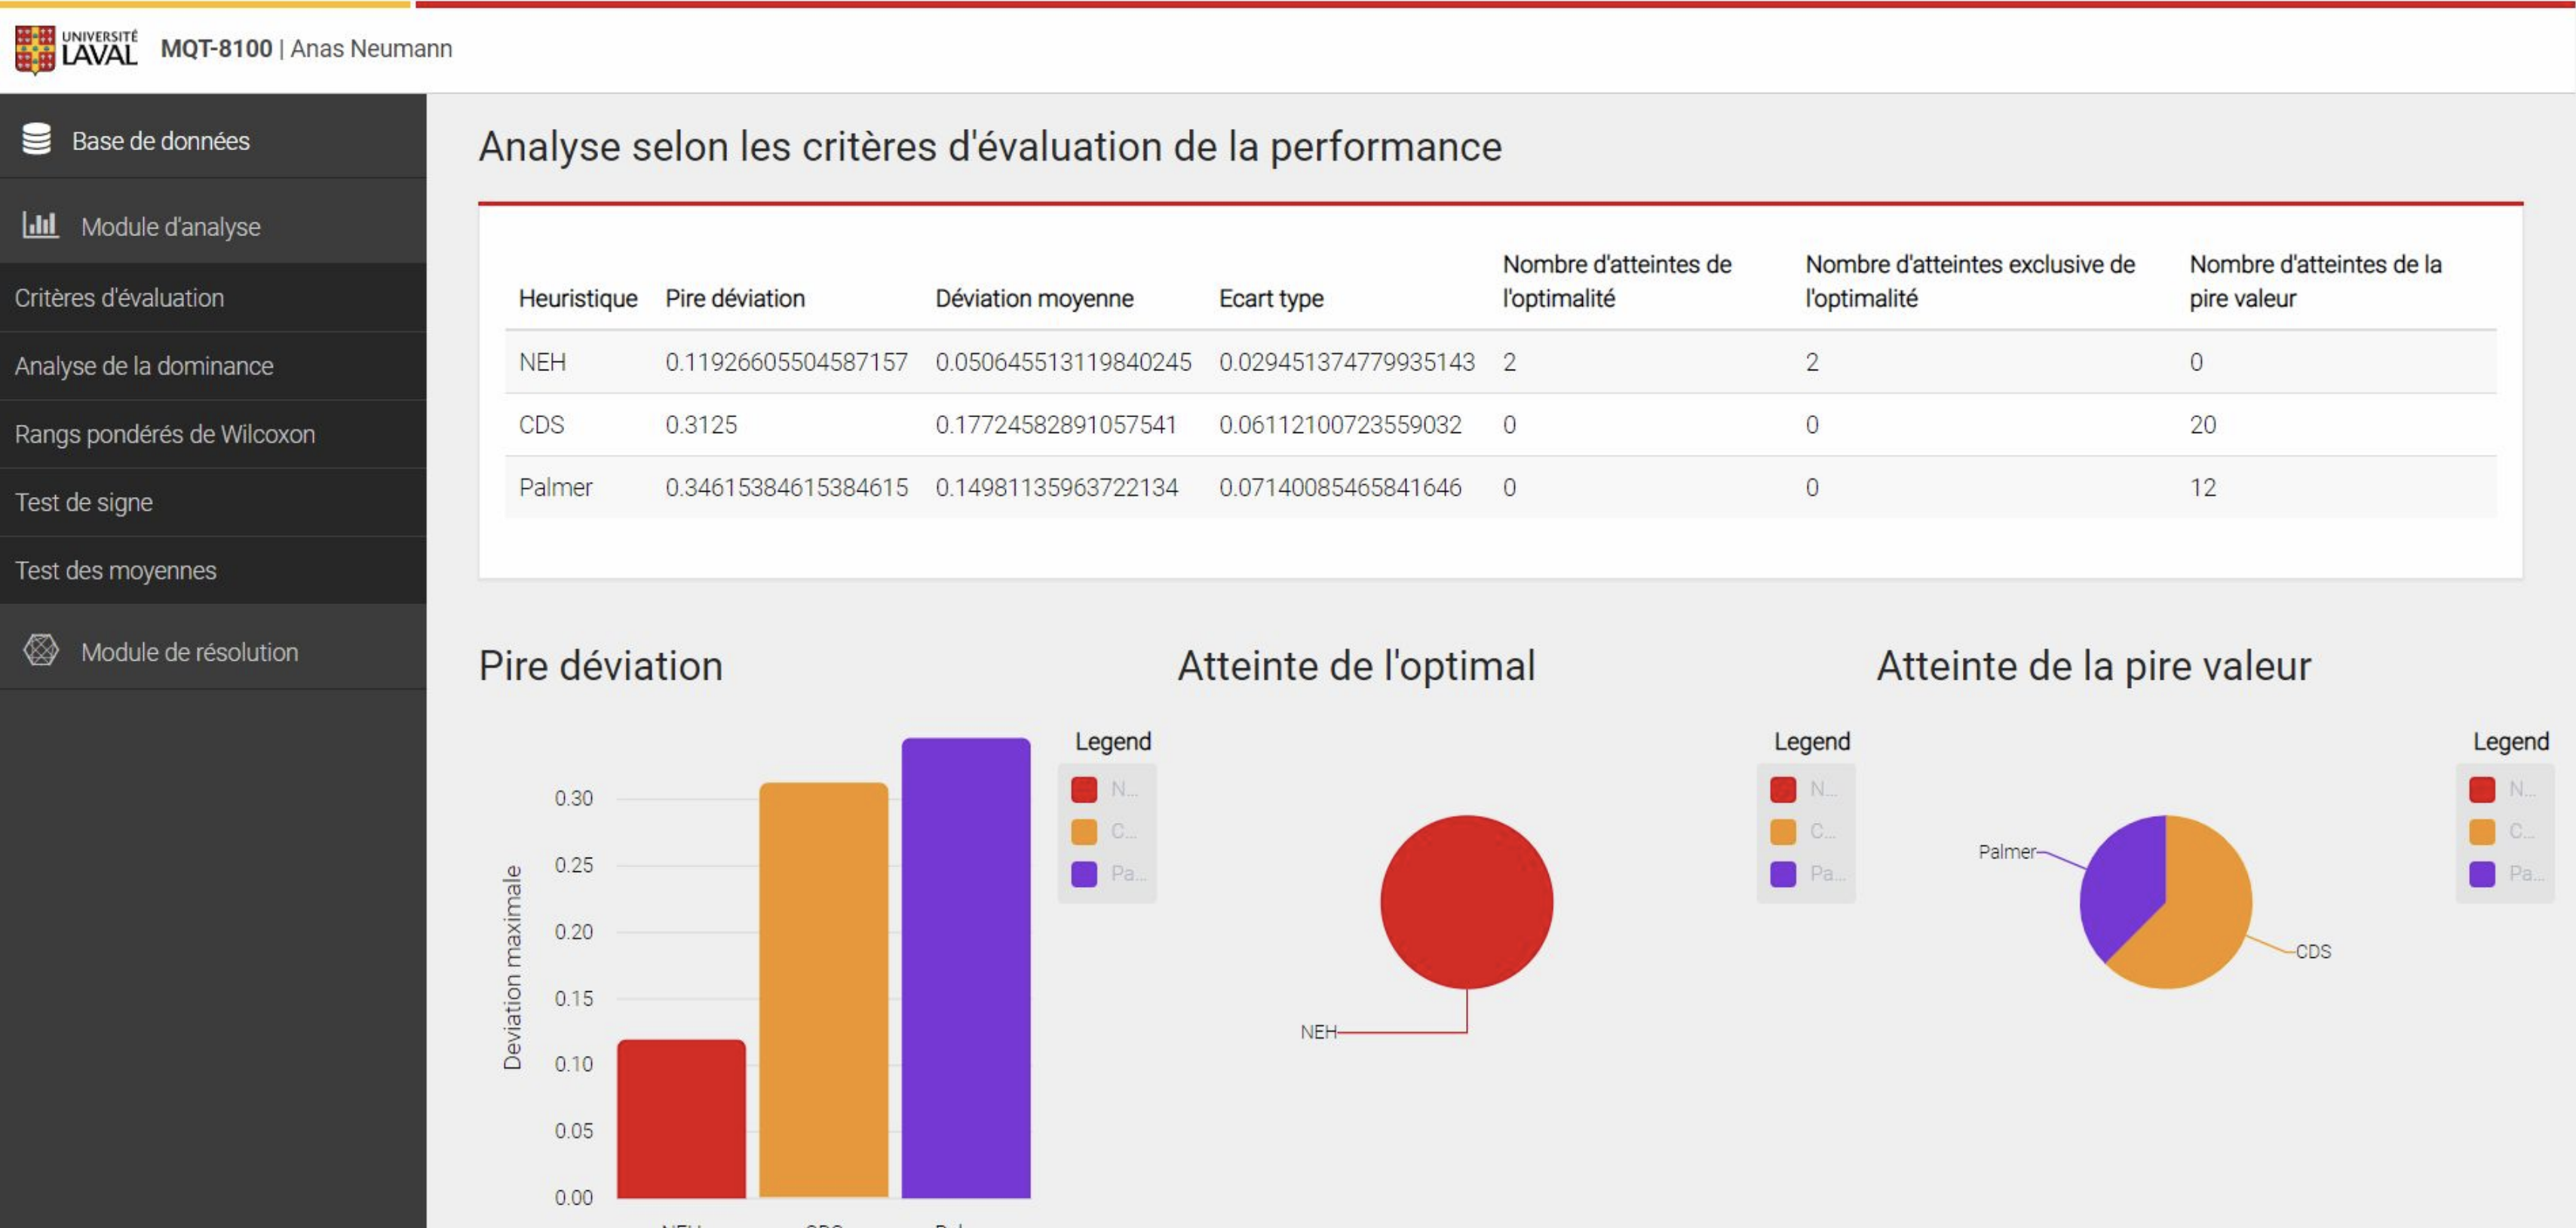 UNIVERSITÉ
LAVAL
MQT-8100 | Anas Neumann
Base de données
Module d'analyse
Critères d'évaluation
Analyse de la dominance
Rangs pondérés de Wilcoxon
Test de signe
Test des moyennes
Module de résolution
Analyse selon les critères d'évaluation de la performance
Heuristique Pire déviation Déviation moyenne Ecart type Nombre d'atteintes de l'optimalité Nombre d'atteintes exclusive de l'optimalité Nombre d'atteintes de la pire valeur
NEH 0.11926605504587157 0.050645513119840245 0.029451374779935143 2 2 0
CDS 0.3125 0.17724582891057541 0.06112100723559032 0 0 20
Palmer 0.34615384615384615 0.14981135963722134 0.07140085465841646 0 0 12
Pire déviation
Deviation maximale
0.30
0.25
0.20
0.15
0.10
0.05
0.00
Legend
N...
C...
Pa...
Atteinte de l'optimal
NEH
Legend
N...
C...
Pa...
Atteinte de la pire valeur
Palmer
CDS
Legend
N...
C...
Pa...